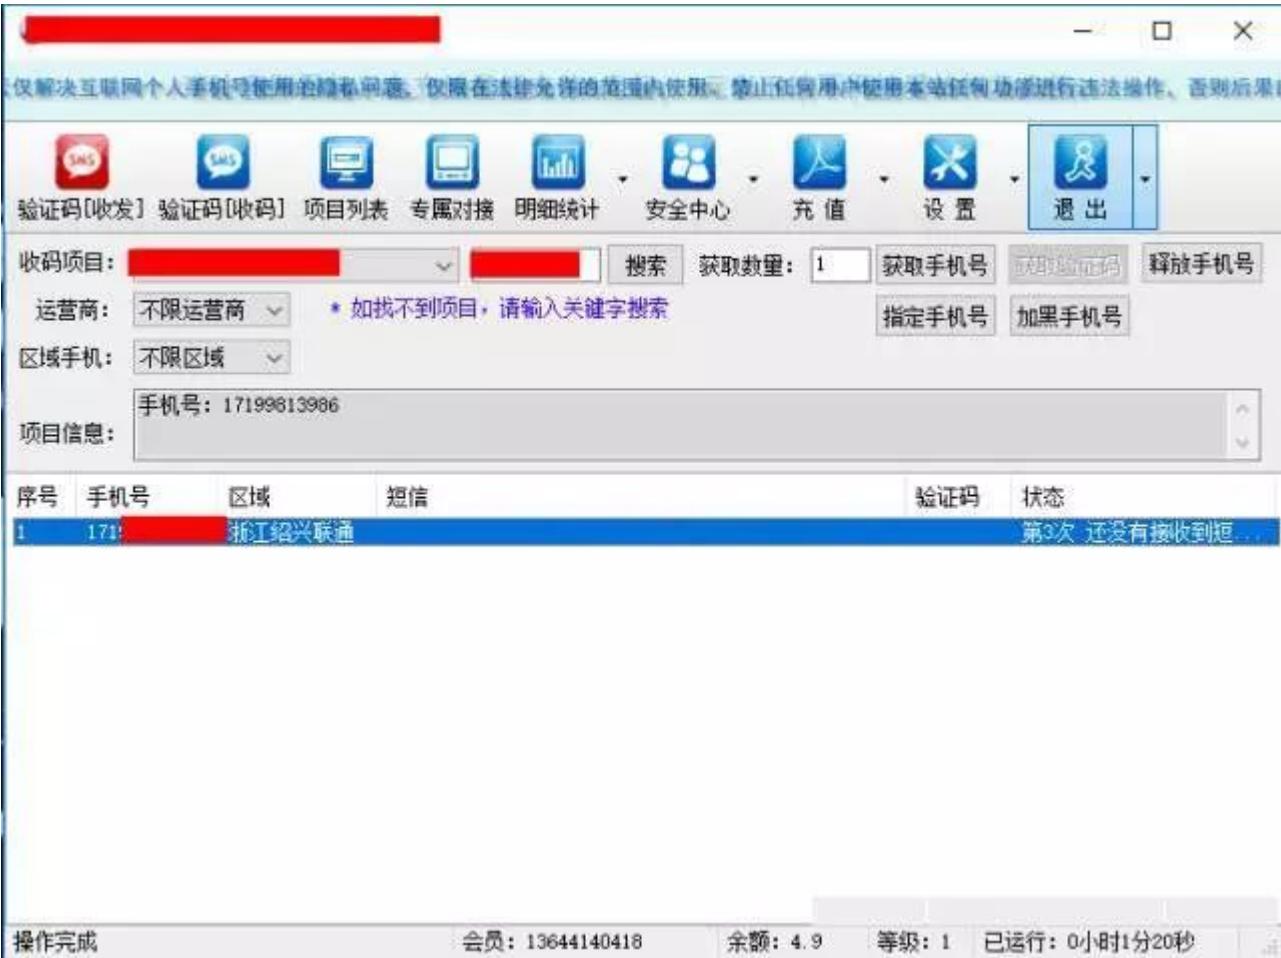 仅解决互联网个人手机号使用的隐私问题。仅限在法律允许的范围内使用。禁止任何用户使用本站任何功能进行违法操作、否则后果
SMS SMS
验证码[收发] 验证码[收码] 项目列表 专属对接 明细统计 安全中心 充值 设置 退出
收码项目: 搜索 获取数量: 1 获取手机号 获取验证码 释放手机号
运营商: 不限运营商 * 如找不到项目,请输入关键字搜索 指定手机号 加黑手机号
区域手机: 不限区域
手机号: 17199813986
项目信息:
序号 手机号 区域 短信 验证码 状态
1 171 浙江绍兴联通 第3次 还没有接收到短...
操作完成 会员: 13644140418 余额: 4.9 等级: 1 已运行: 0小时1分20秒